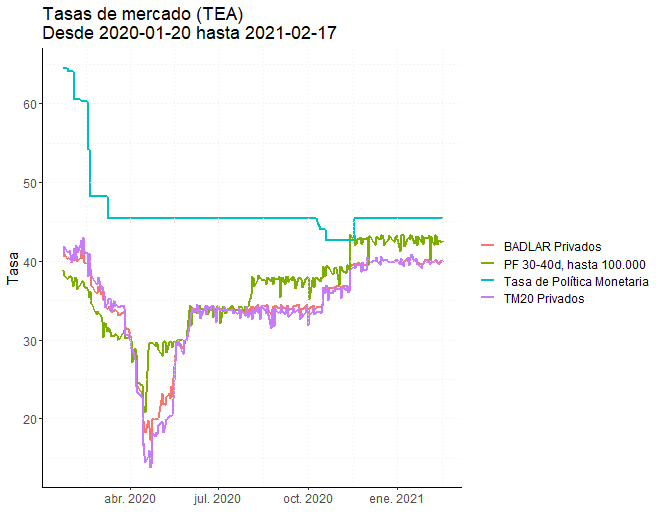 Tasas de mercado (TEA)
Desde 2020-01-20 hasta 2021-02-17
Tasa
60
50
40
30
20
abr. 2020
jul. 2020
oct. 2020
ene. 2021
BADLAR Privados
PF 30-40d, hasta 100.000
Tasa de Política Monetaria
TM20 Privados